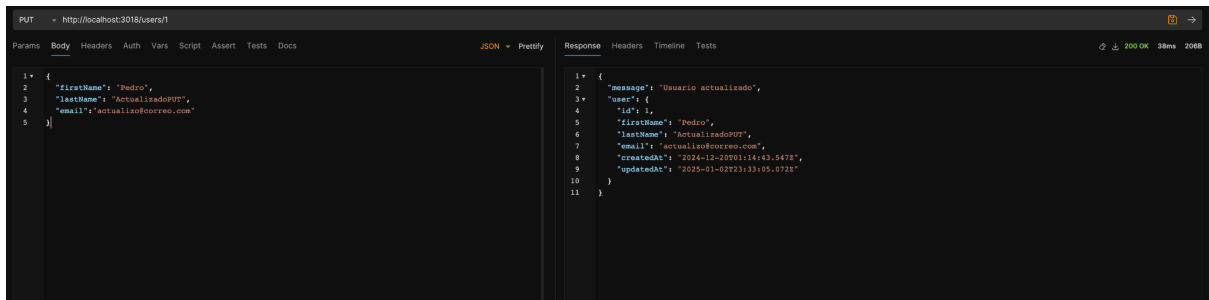 PUT http://localhost:3018/users/1
Params Body Headers Auth Vars Script Assert Tests Docs JSON Prettify
1 {
2 "firstName": "Pedro",
3 "lastName": "ActualizadoPUT",
4 "email":"actualizo@correo.com"
5 }
Response Headers Timeline Tests 200 OK 38ms 206B
1 {
2 "message": "Usuario actualizado",
3 "user": {
4 "id": 1,
5 "firstName": "Pedro",
6 "lastName": "ActualizadoPUT",
7 "email": "actualizo@correo.com",
8 "createdAt": "2024-12-20T01:14:43.547Z",
9 "updatedAt": "2025-01-02T23:33:05.072Z"
10 }
11 }